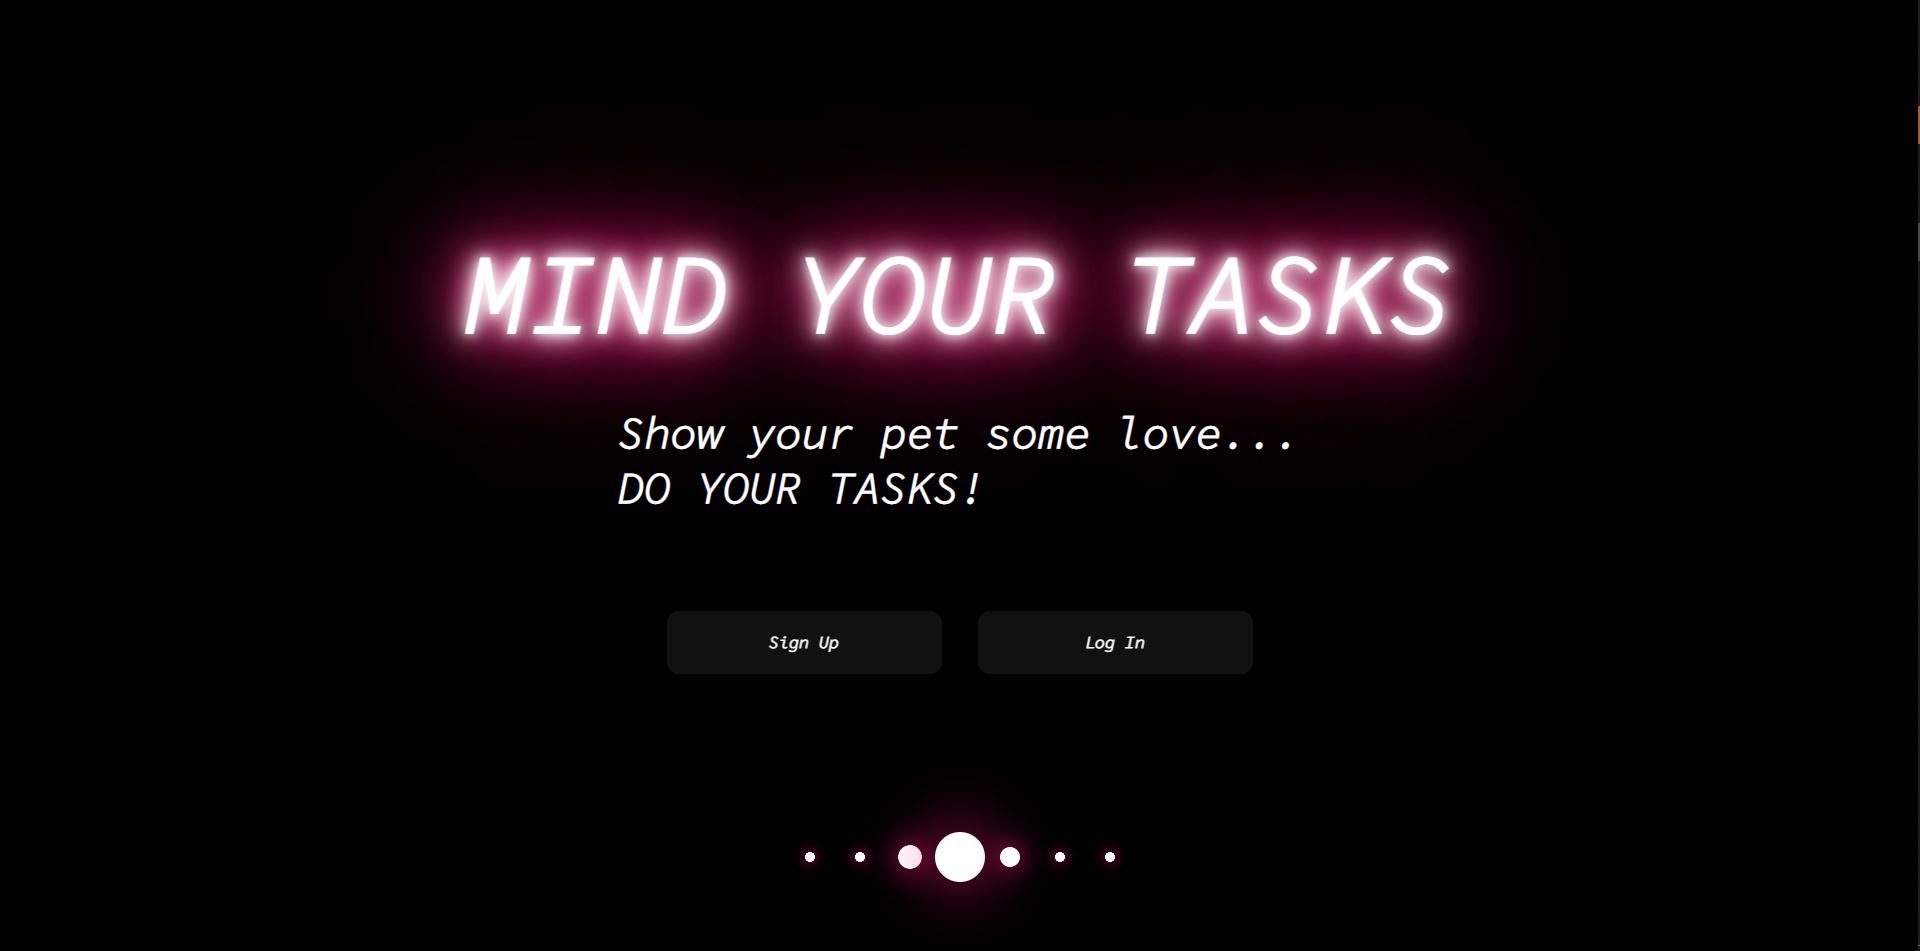 MIND YOUR TASKS
Show your pet some love...
DO YOUR TASKS!
Sign Up
Log In